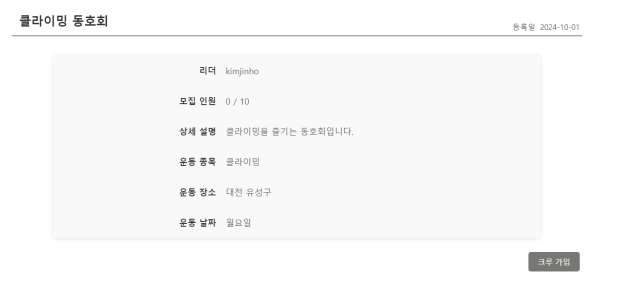 클라이밍 동호회
등록일 2024-10-01
리더 kimjinho
모집 인원 0 / 10
상세 설명 클라이밍을 즐기는 동호회입니다.
운동 종목 클라이밍
운동 장소 대전 유성구
운동 날짜 월요일
크루 가입